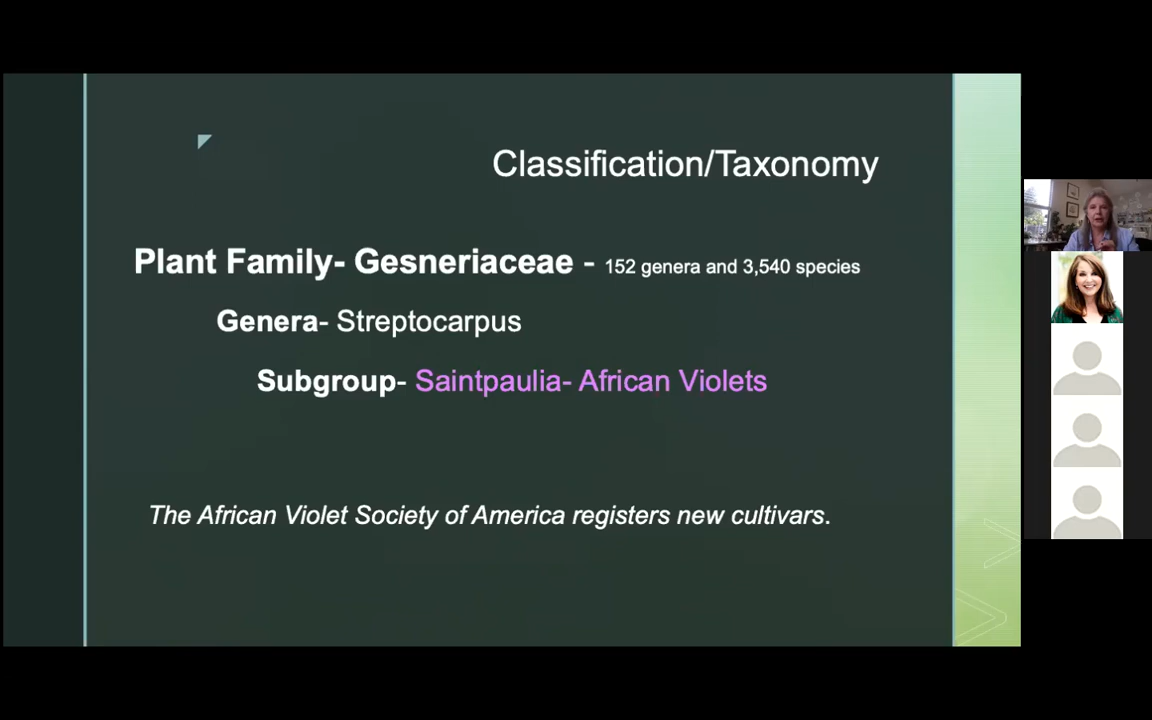 Classification/Taxonomy
Plant Family- Gesneriaceae - 152 genera and 3,540 species
Genera- Streptocarpus
Subgroup- Saintpaulia- African Violets
The African Violet Society of America registers new cultivars.